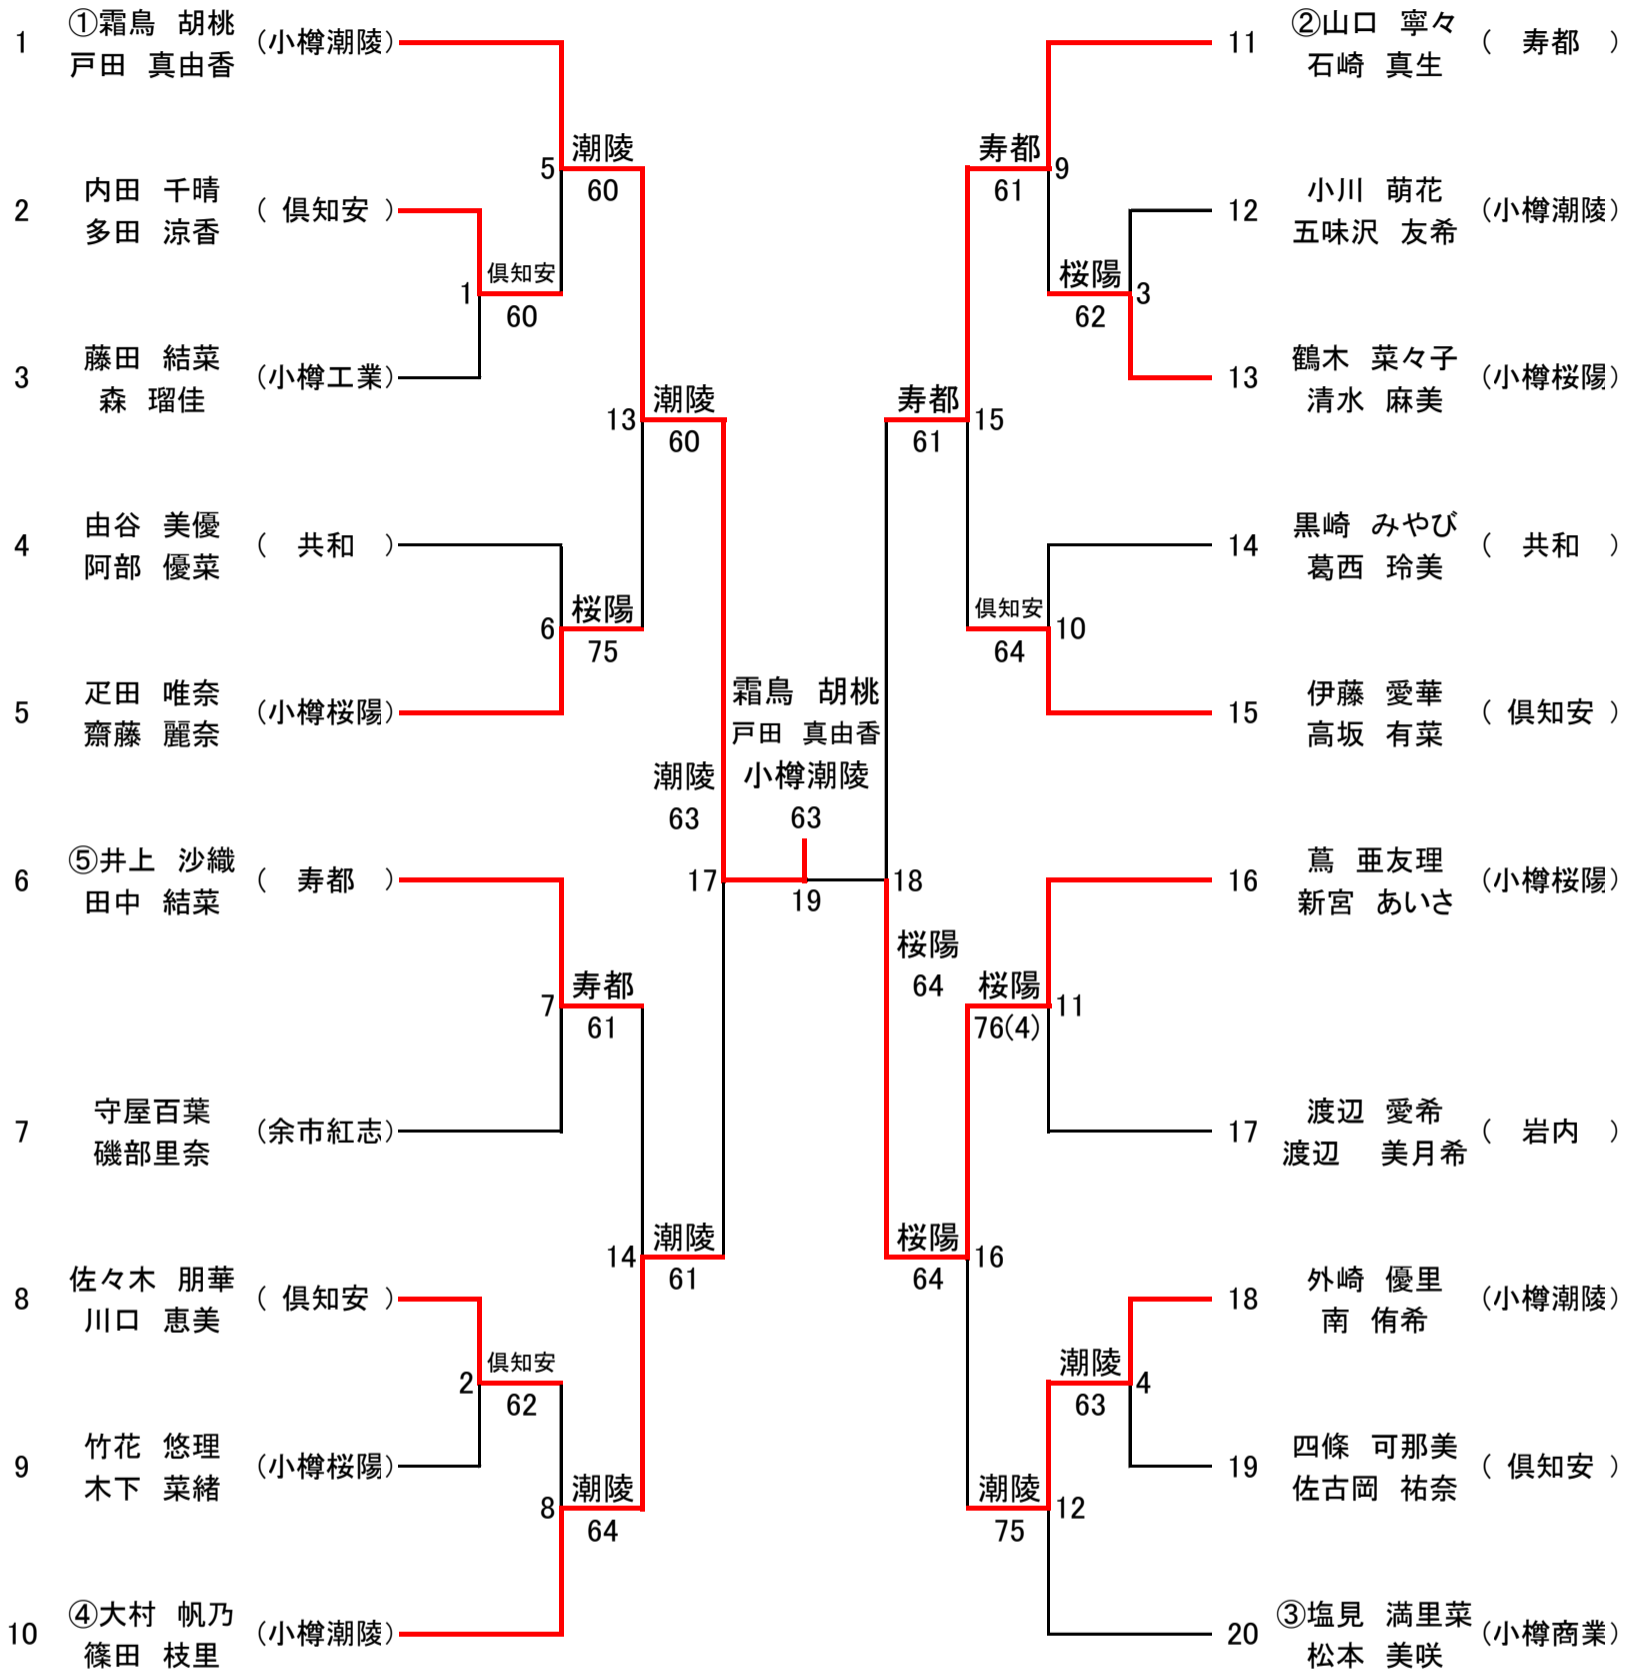 1 ①霜鳥 胡桃 (小樽潮陵)
戸田 真由香
2 内田 千晴 ( 倶知安 )
多田 涼香
3 藤田 結菜 (小樽工業)
森 瑠佳
4 由谷 美優 ( 共和 )
阿部 優菜
5 疋田 唯奈 (小樽桜陽)
齋藤 麗奈
6 ⑤井上 沙織 ( 寿都 )
田中 結菜
7 守屋百葉 (余市紅志)
磯部里奈
8 佐々木 朋華 ( 倶知安 )
川口 恵美
9 竹花 悠理 (小樽桜陽)
木下 菜緒
10 ④大村 帆乃 (小樽潮陵)
篠田 枝里
1 倶知安
60
2 倶知安
62
5 潮陵
60
6 桜陽
75
7 寿都
61
8 潮陵
64
13 潮陵
60
14 潮陵
61
潮陵
63
17
霜鳥 胡桃
戸田 真由香
小樽潮陵
63
19
18
桜陽
64
寿都 15
61
桜陽 16
64
寿都 9
61
倶知安 10
64
桜陽 11
76(4)
潮陵 12
75
桜陽 3
62
潮陵 4
63
11 ②山口 寧々 ( 寿都 )
石崎 真生
12 小川 萌花 (小樽潮陵)
五味沢 友希
13 鶴木 菜々子 (小樽桜陽)
清水 麻美
14 黒崎 みやび ( 共和 )
葛西 玲美
15 伊藤 愛華 ( 倶知安 )
高坂 有菜
16 蔦 亜友理 (小樽桜陽)
新宮 あいさ
17 渡辺 愛希 ( 岩内 )
渡辺 美月希
18 外崎 優里 (小樽潮陵)
南 侑希
19 四條 可那美 ( 倶知安 )
佐古岡 祐奈
20 ③塩見 満里菜 (小樽商業)
松本 美咲